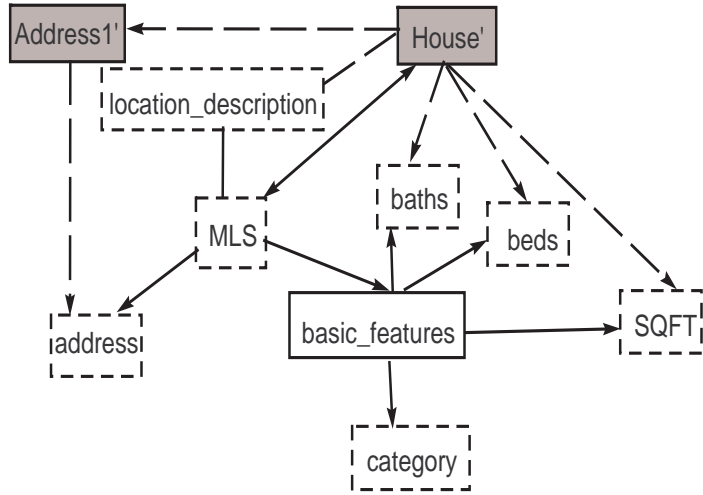 Address1'
House'
location_description
baths
MLS
beds
address
basic_features
SQFT
category